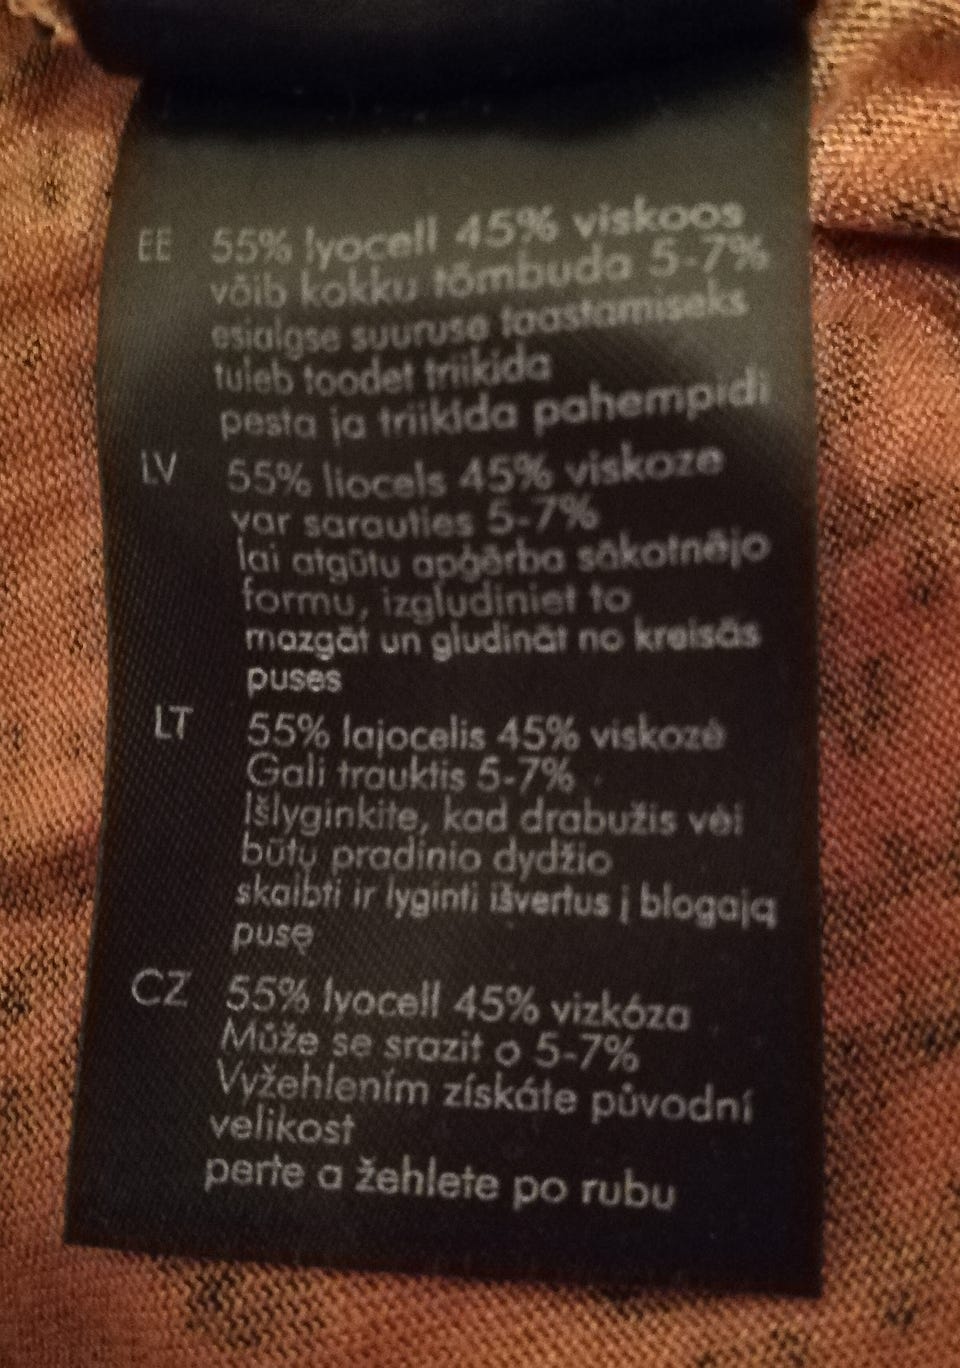 EE 55% lyocell 45% viskoos
võib kokku tõmbuda 5-7%
esialgse suuruse taastamiseks
tuleb toodet triikida
pesta ja triikida pahempidi
LV 55% liocels 45% viskoze
var sarauties 5-7%
lai atgūtu apģērba sākotnējo
formu, izgludiniet to
mazgāt un gludināt no kreisās
puses
LT 55% lajocelis 45% viskozė
Gali trauktis 5-7%
Išlyginkite, kad drabužis vėl
būtų pradinio dydžio
skalbti ir lyginti išvertus į blogąją
pusę
CZ 55% lyocell 45% vizkóza
Může se srazit o 5-7%
Vyžehlením získáte původní
velikost
perte a žehlete po rubu